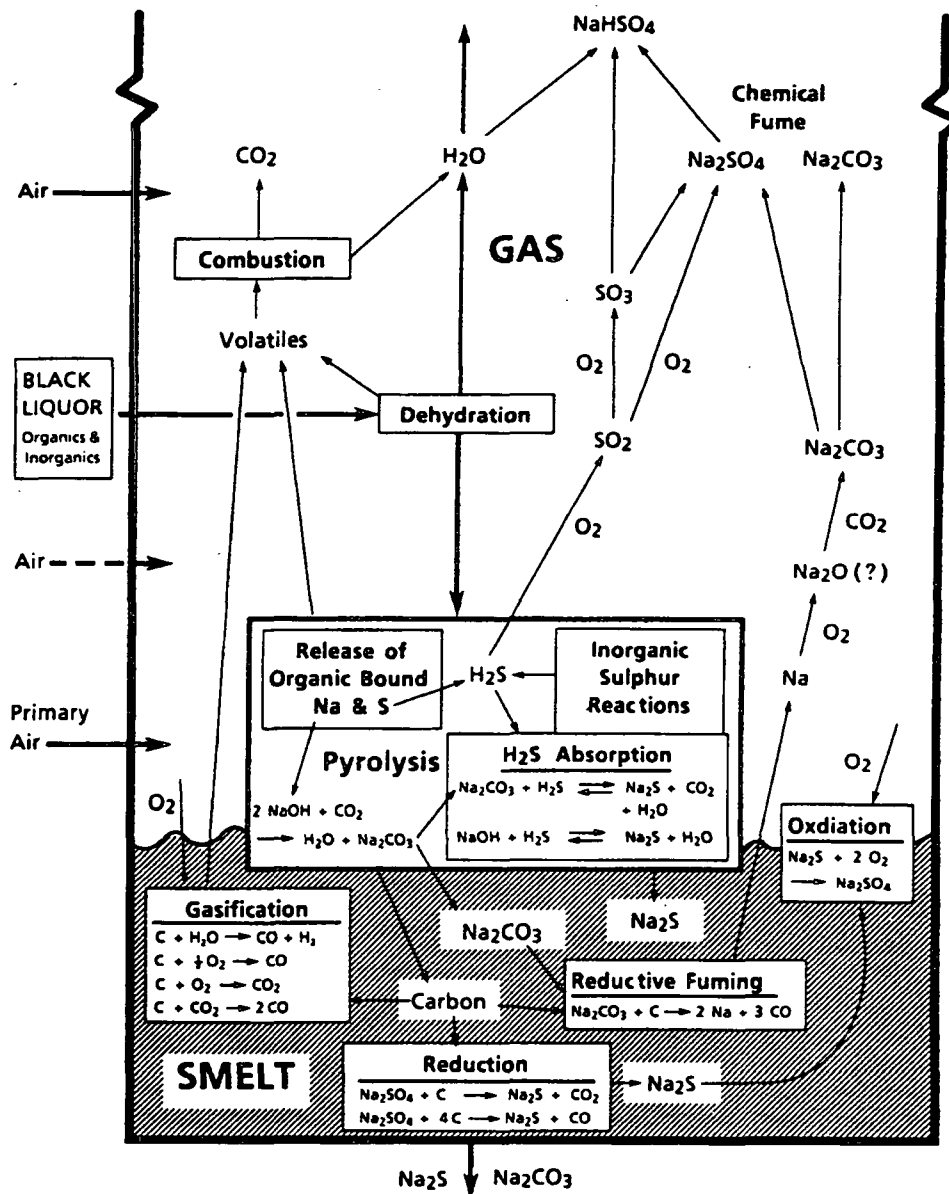 NaHSO4
Chemical
Fume
CO2
H2O
Na2SO4
Na2CO3
Air
GAS
Combustion
SO3
Volatiles
O2
O2
BLACK
LIQUOR
Organics &
Inorganics
Dehydration
SO2
Na2CO3
O2
CO2
Air
Na2O (?)
O2
Release of
Organic Bound
Na & S
H2S
Inorganic
Sulphur
Reactions
Na
Primary
Air
Pyrolysis
H2S Absorption
Na2CO3 + H2S ⇌ Na2S + CO2
+ H2O
NaOH + H2S ⇌ Na2S + H2O
O2
O2
2 NaOH + CO2
→ H2O + Na2CO3
Oxdiation
Na2S + 2 O2
→ Na2SO4
Gasification
C + H2O → CO + H2
C + ½ O2 → CO
C + O2 → CO2
C + CO2 → 2 CO
Na2CO3
Na2S
Carbon
Reductive Fuming
Na2CO3 + C → 2 Na + 3 CO
SMELT
Reduction
Na2SO4 + C → Na2S + CO2
Na2SO4 + 4 C → Na2S + CO
Na2S
Na2S
Na2CO3